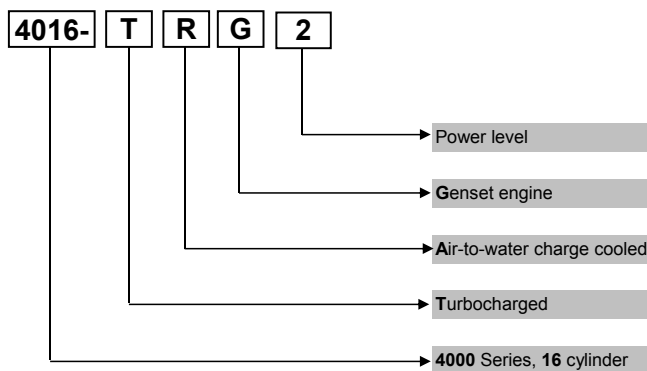 4016- T R G 2
Power level
Genset engine
Air-to-water charge cooled
Turbocharged
4000 Series, 16 cylinder